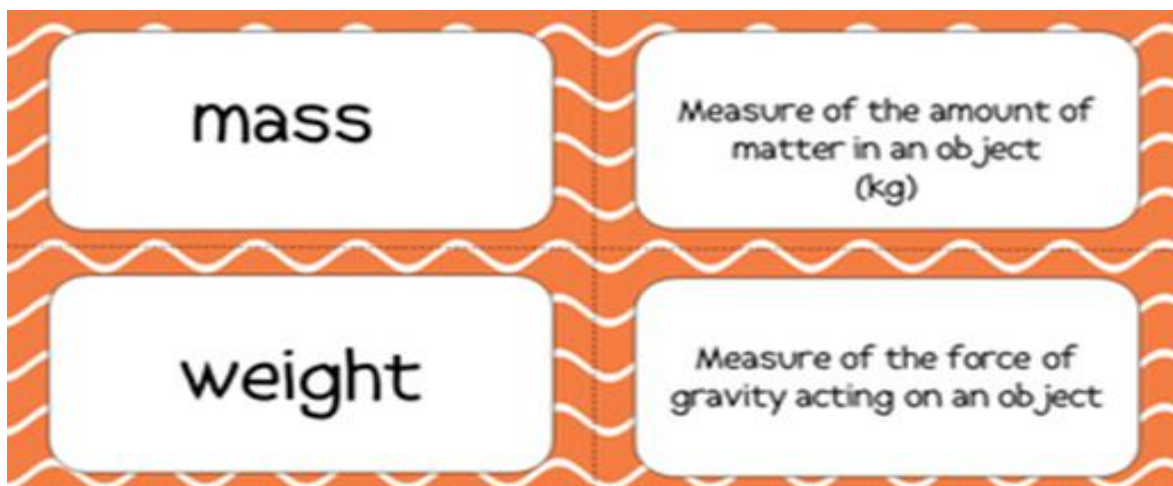 mass
Measure of the amount of
matter in an object
(kg)
weight
Measure of the force of
gravity acting on an object